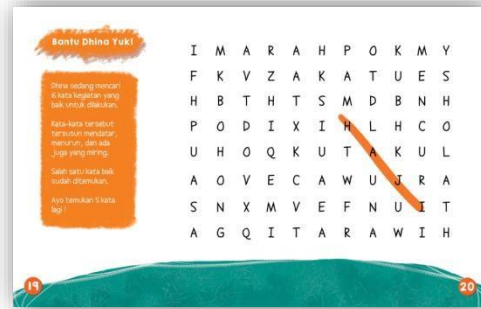 Bantu Dhina Yuk!
Dhina sedang mencari
6 kata kegiatan yang
baik untuk dilakukan.
Kata-kata tersebut
tersusun mendatar,
menurun, dan ada
juga yang miring.
Salah satu kata baik
sudah ditemukan.
Ayo temukan 5 kata
lagi !
I M A R A H P O K M Y
F K V Z A K A T U E S
H B T H T S M D B N H
P O D I X I H L H C O
U H O Q K U T A K U L
A O V E C A W U J R A
S N X M V E F N U I T
A G Q I T A R A W I H
19
20